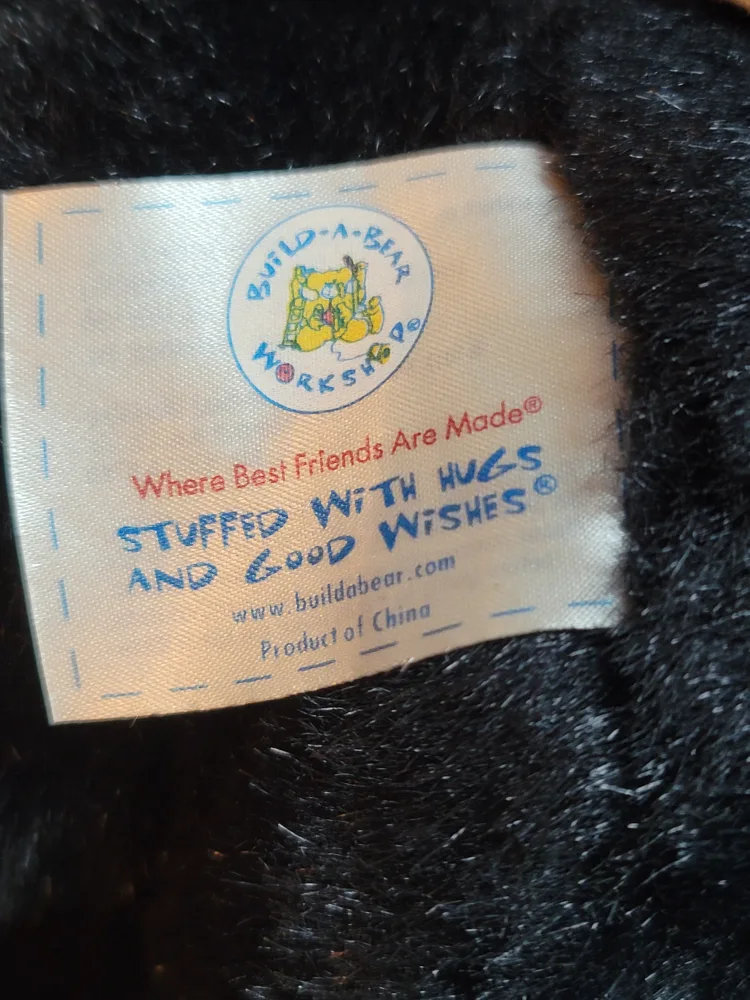 BUILD-A-BEAR
WORKSHOP®
Where Best Friends Are Made®
STUFFED WITH HUGS
AND GOOD WISHES®
www.buildabear.com
Product of China